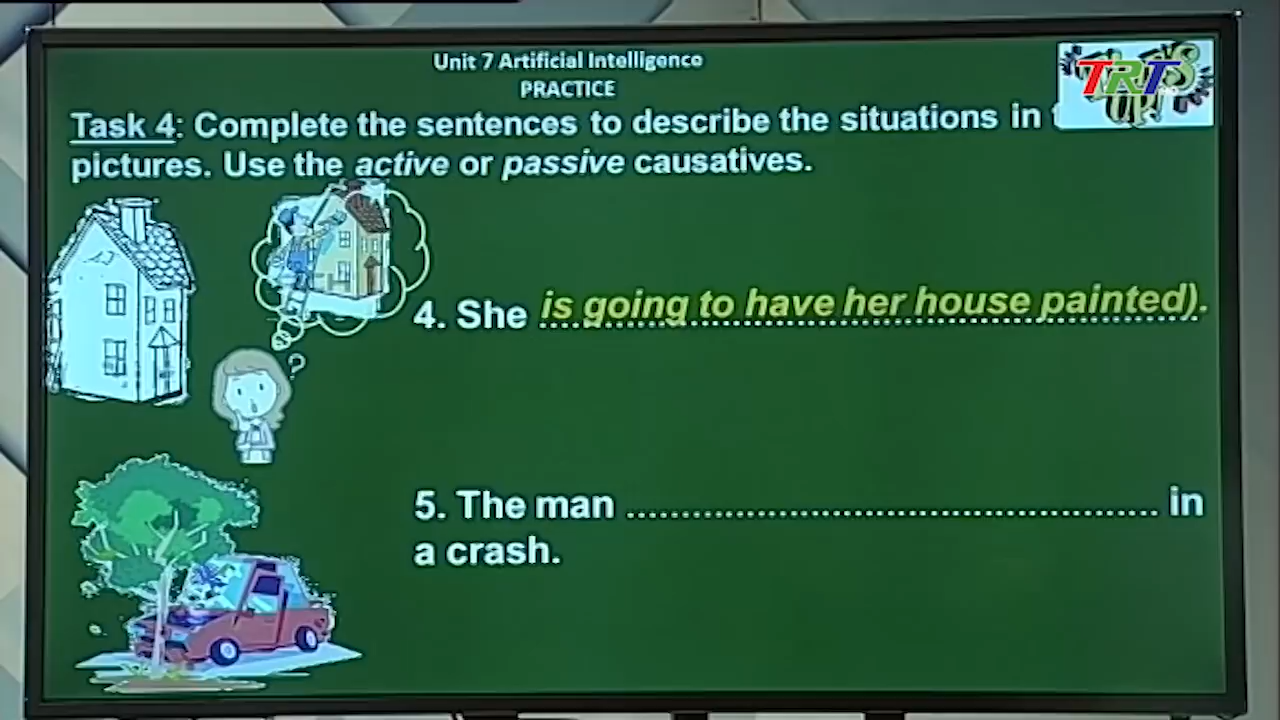 Unit 7 Artificial Intelligence
PRACTICE
TRT
Task 4: Complete the sentences to describe the situations in
pictures. Use the active or passive causatives.
4. She is going to have her house painted).
?
5. The man ................................................ in
a crash.